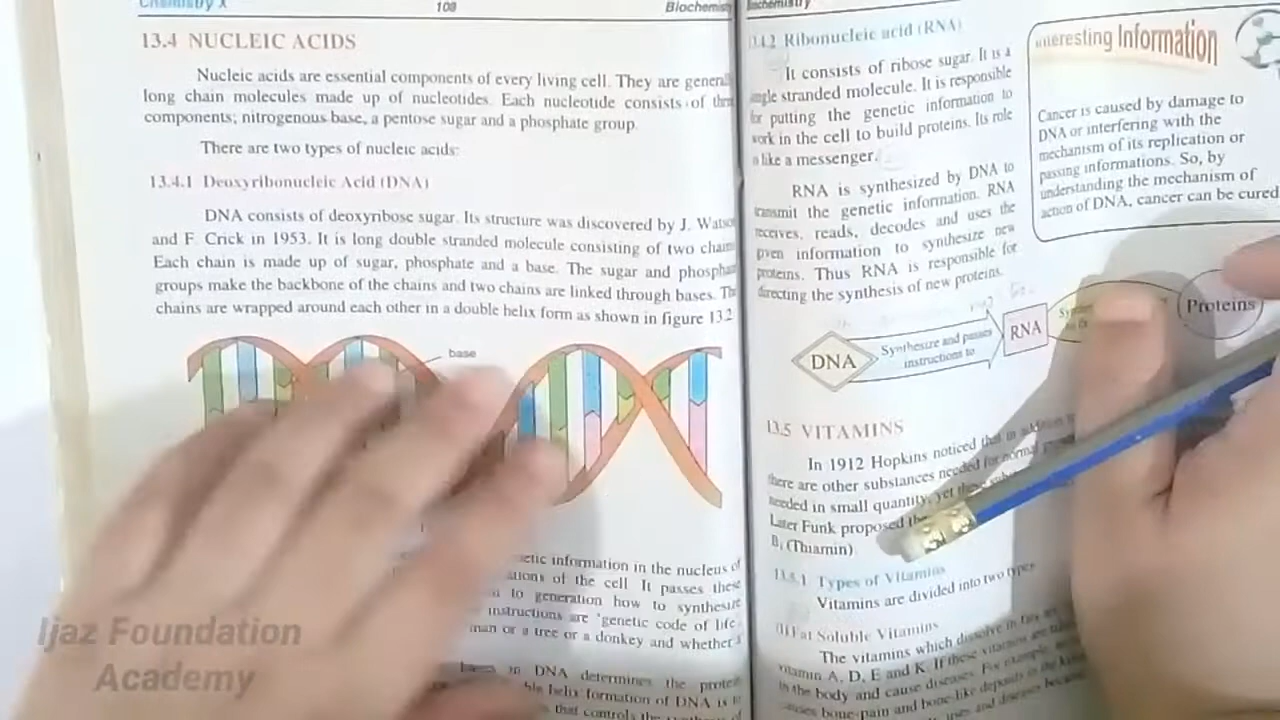 Chemistry X
108
Biochemist
13.4 NUCLEIC ACIDS
Nucleic acids are essential components of every living cell. They are general
long chain molecules made up of nucleotides. Each nucleotide consists of thre
components; nitrogenous base, a pentose sugar and a phosphate group.
There are two types of nucleic acids:
13.4.1 Deoxyribonucleic Acid (DNA)
DNA consists of deoxyribose sugar. Its structure was discovered by J. Watso
and F. Crick in 1953. It is long double stranded molecule consisting of two chain
Each chain is made up of sugar, phosphate and a base. The sugar and phosphat
groups make the backbone of the chains and two chains are linked through bases. Th
chains are wrapped around each other in a double helix form as shown in figure 13.2
base
etic information in the nucleus of
ations of the cell. It passes these
to generation how to synthesize
instructions are 'genetic code of life.
man or a tree or a donkey and whether
in DNA determines the protein
helix formation of DNA is
that controls the
Biochemistry
Ribonucleic acid (RNA)
It consists of ribose sugar. It is a
ngle stranded molecule. It is responsible
for putting the genetic information to
work in the cell to build proteins. Its role
is like a messenger.
RNA is synthesized by DNA to
transmit the genetic information. RNA
receives, reads, decodes and uses the
given information to synthesize new
proteins. Thus RNA is responsible for
directing the synthesis of new proteins.
Interesting Information
Cancer is caused by damage to
DNA or interfering with the
mechanism of its replication or
passing informations. So, by
understanding the mechanism of
action of DNA, cancer can be cured
DNA
Synthesize and passes
instructions to
RNA
Proteins
13.5 VITAMINS
In 1912 Hopkins noticed that in addition
there are other substances needed for normal
needed in small quantity, yet these
Later Funk proposed the
B₁ (Thiamin)
13.5.1 Types of Vitamins
Vitamins are divided into two types
(i) Fat Soluble Vitamins
The vitamins which dissolve in fats are
vitamin A, D, E and K. If these vitamins are
in the body and cause diseases. For example,
causes bone-pain and bone-like deposits in the
uses and diseases because
Ijaz Foundation
Academy